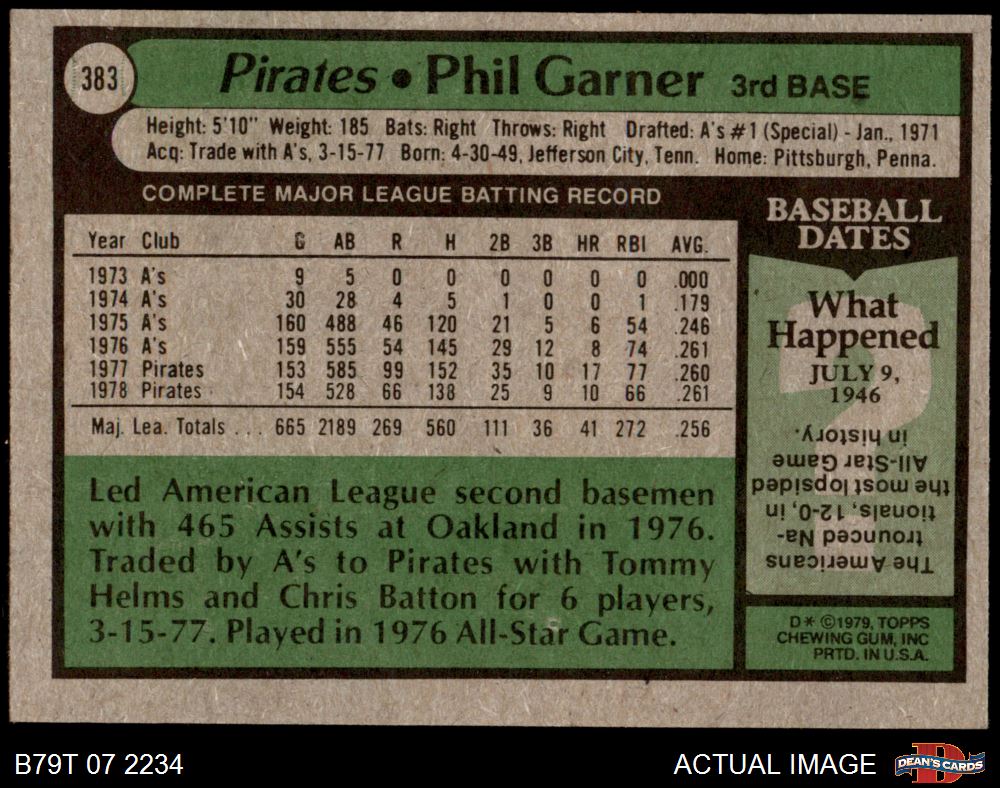 383
Pirates • Phil Garner 3rd BASE
Height: 5'10" Weight: 185 Bats: Right Throws: Right Drafted: A's #1 (Special) - Jan., 1971
Acq: Trade with A's, 3-15-77 Born: 4-30-49, Jefferson City, Tenn. Home: Pittsburgh, Penna.
COMPLETE MAJOR LEAGUE BATTING RECORD
Year Club G AB R H 2B 3B HR RBI AVG.
1973 A's 9 5 0 0 0 0 0 0 .000
1974 A's 30 28 4 5 1 0 0 1 .179
1975 A's 160 488 46 120 21 5 6 54 .246
1976 A's 159 555 54 145 29 12 8 74 .261
1977 Pirates 153 585 99 152 35 10 17 77 .260
1978 Pirates 154 528 66 138 25 9 10 66 .261
Maj. Lea. Totals ... 665 2189 269 560 111 36 41 272 .256
Led American League second basemen
with 465 Assists at Oakland in 1976.
Traded by A's to Pirates with Tommy
Helms and Chris Batton for 6 players,
3-15-77. Played in 1976 All-Star Game.
BASEBALL
DATES
What
Happened
JULY 9,
1946
The Americans
trounced Na-
tionals, 12-0, in
the most lopsided
All-Star Game
in history.
D* ©1979, TOPPS
CHEWING GUM, INC
PRTD. IN U.S.A.
B79T 07 2234
ACTUAL IMAGE
D
DEAN'S CARDS